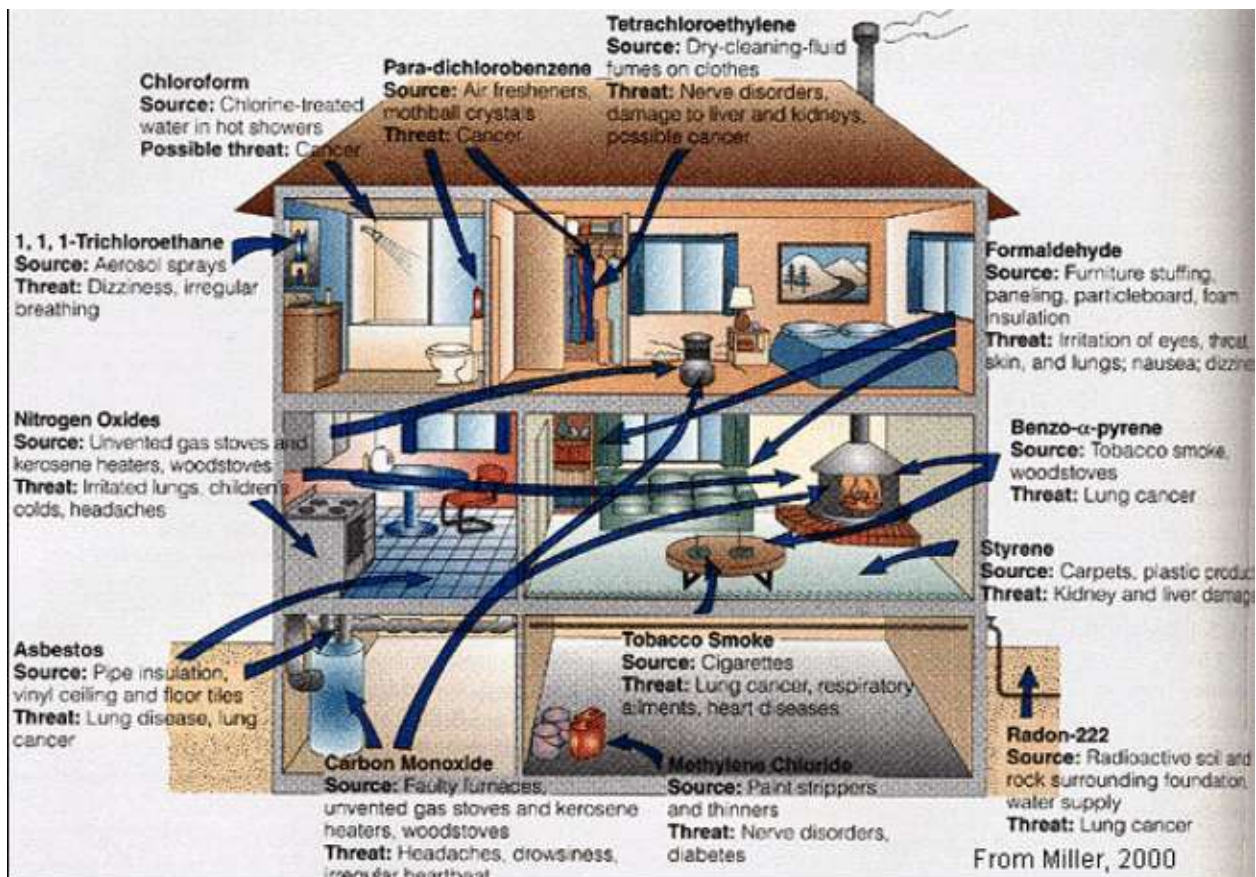 Tetrachloroethylene
Source: Dry-cleaning-fluid
fumes on clothes
Threat: Nerve disorders,
damage to liver and kidneys,
possible cancer
Para-dichlorobenzene
Source: Air fresheners,
mothball crystals
Threat: Cancer
Chloroform
Source: Chlorine-treated
water in hot showers
Possible threat: Cancer
1, 1, 1-Trichloroethane
Source: Aerosol sprays
Threat: Dizziness, irregular
breathing
Formaldehyde
Source: Furniture stuffing,
paneling, particleboard, foam
insulation
Threat: Irritation of eyes, throat,
skin, and lungs; nausea;
Nitrogen Oxides
Source: Unvented gas stoves and
kerosene heaters, woodstoves
Threat: Irritated lungs, children's
colds, headaches
Benzo-α-pyrene
Source: Tobacco smoke,
woodstoves
Threat: Lung cancer
Styrene
Source: Carpets, plastic
Threat: Kidney and liver
Asbestos
Source: Pipe insulation,
vinyl ceiling and floor tiles
Threat: Lung disease, lung
cancer
Tobacco Smoke
Source: Cigarettes
Threat: Lung cancer, respiratory
ailments, heart diseases
Carbon Monoxide
Source: Faulty furnaces,
unvented gas stoves and kerosene
heaters, woodstoves
Threat: Headaches, drowsiness,
irregular heartbeat
Methylene Chloride
Source: Paint strippers
and thinners
Threat: Nerve disorders,
diabetes
Radon-222
Source: Radioactive soil and
rock surrounding foundation,
water supply
Threat: Lung cancer
From Miller, 2000